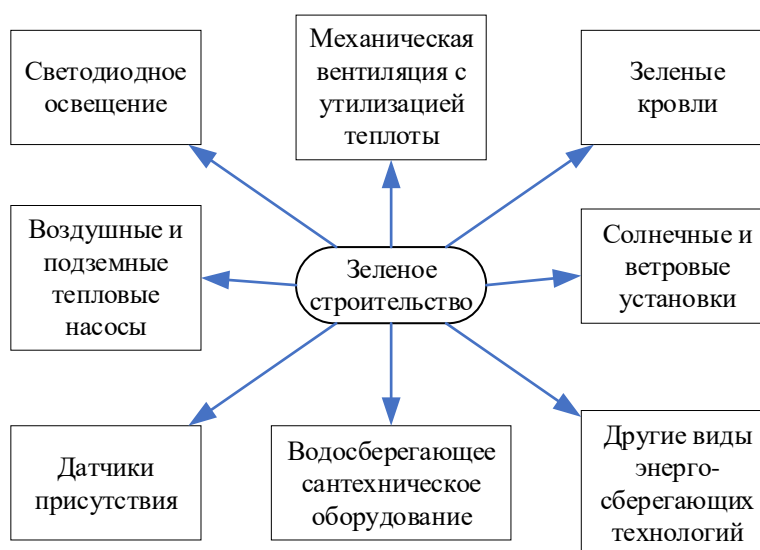 Светодиодное
освещение
Механическая
вентиляция с
утилизацией
теплоты
Зеленые
кровли
Воздушные и
подземные
тепловые
насосы
Зеленое
строительство
Солнечные и
ветровые
установки
Датчики
присутствия
Водосберегающее
сантехническое
оборудование
Другие виды
энерго-
сберегающих
технологий